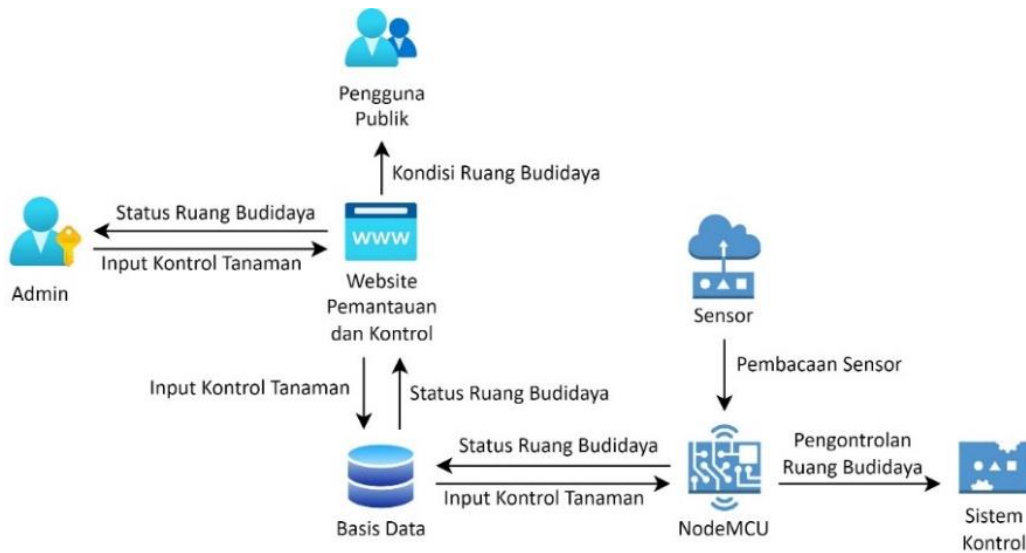 Pengguna
Publik
Kondisi Ruang Budidaya
Status Ruang Budidaya
Input Kontrol Tanaman
Admin
WWW
Website
Pemantauan
dan Kontrol
Sensor
Pembacaan Sensor
Input Kontrol Tanaman
Status Ruang Budidaya
Status Ruang Budidaya
Input Kontrol Tanaman
Basis Data
NodeMCU
Pengontrolan
Ruang Budidaya
Sistem
Kontrol